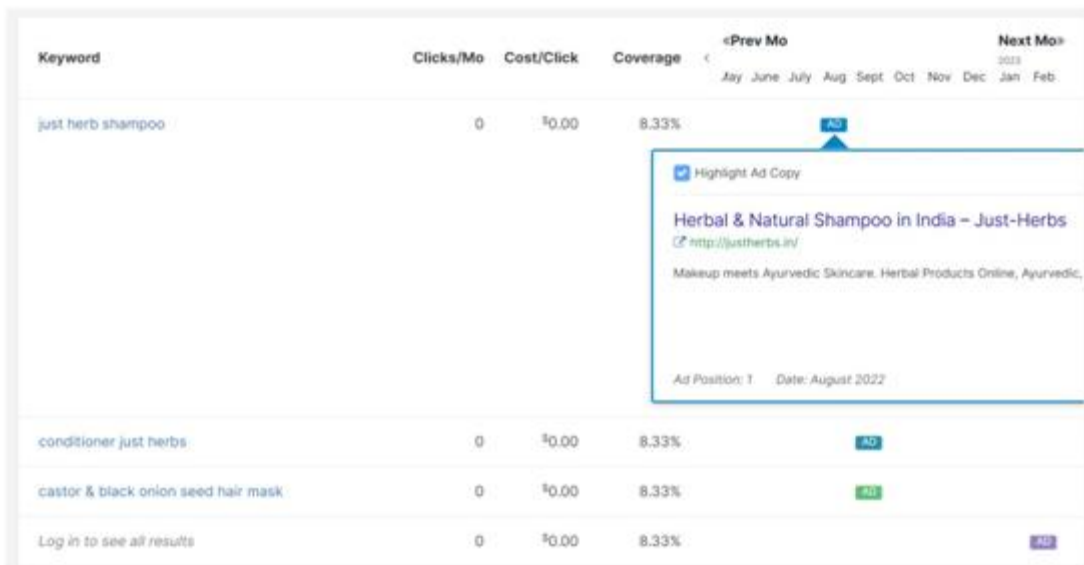 <Prev Mo Next Mo>
Keyword Clicks/Mo Cost/Click Coverage < 2023
May June July Aug Sept Oct Nov Dec Jan Feb
just herb shampoo 0 $0.00 8.33% AD
Highlight Ad Copy
Herbal & Natural Shampoo in India – Just-Herbs
http://justherbs.in/
Makeup meets Ayurvedic Skincare. Herbal Products Online, Ayurvedic,
Ad Position: 1 Date: August 2022
conditioner just herbs 0 $0.00 8.33% AD
castor & black onion seed hair mask 0 $0.00 8.33% AD
Log in to see all results 0 $0.00 8.33% AD